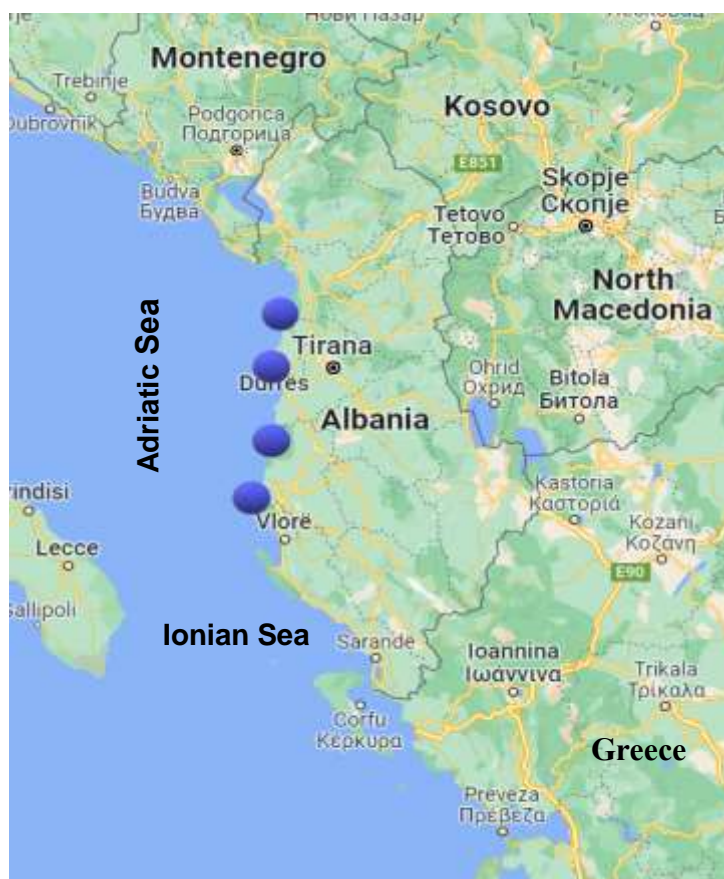 Нови Пазар
Montenegro
Trebinje
Dubrovnik
Podgorica
Подгорица
Kosovo
E851
Budva
Будва
Skopje
Скопје
Tetovo
Тетово
North
Macedonia
Adriatic Sea
Tirana
Durrës
Ohrid
Охрид
Bitola
Битола
Albania
rindisi
Kastoria
Καστοριά
Vlorë
Kozani
Κοζάνη
Lecce
E90
Gallipoli
Ionian Sea
Sarande
Ioannina
Ιωάννινα
Trikala
Τρίκαλα
Corfu
Κέρκυρα
Greece
Preveza
Πρέβεζα